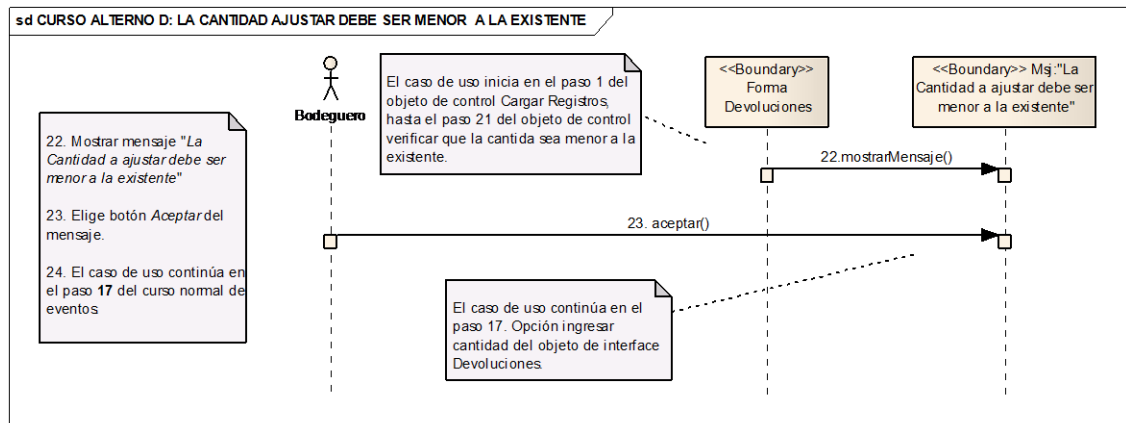 sd CURSO ALTERNO D: LA CANTIDAD AJUSTAR DEBE SER MENOR A LA EXISTENTE
22. Mostrar mensaje "La
Cantidad a ajustar debe ser
menor a la existente"
23. Elige botón Aceptar del
mensaje.
24. El caso de uso continúa en
el paso 17 del curso normal de
eventos.
Bodeguero
El caso de uso inicia en el paso 1 del
objeto de control Cargar Registros,
hasta el paso 21 del objeto de control
verificar que la cantida sea menor a la
existente.
<<Boundary>>
Forma
Devoluciones
<<Boundary>> Msj:"La
Cantidad a ajustar debe ser
menor a la existente"
22.mostrarMensaje()
23. aceptar()
El caso de uso continúa en el
paso 17. Opción ingresar
cantidad del objeto de interface
Devoluciones.